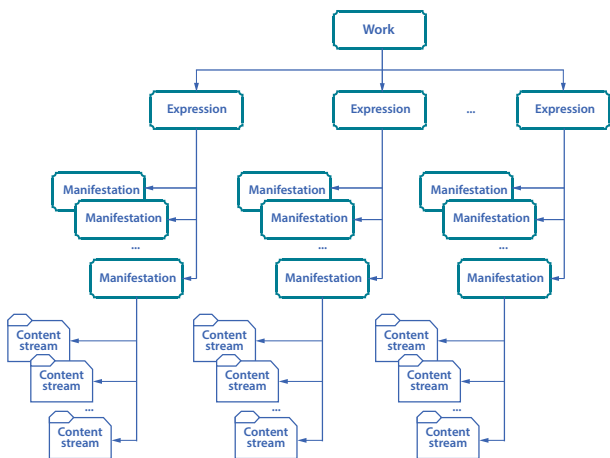 Work
Expression Expression ... Expression
Manifestation Manifestation Manifestation
Manifestation Manifestation Manifestation
... ... ...
Manifestation Manifestation Manifestation
Content Content Content
stream stream stream
Content Content Content
stream stream stream
... ... ...
Content Content Content
stream stream stream